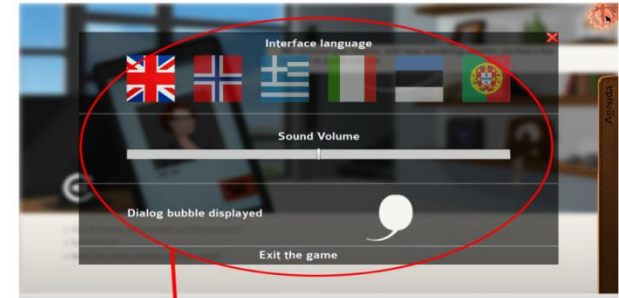 Interface language
Sound Volume
Dialog bubble displayed
Exit the game
Agenda